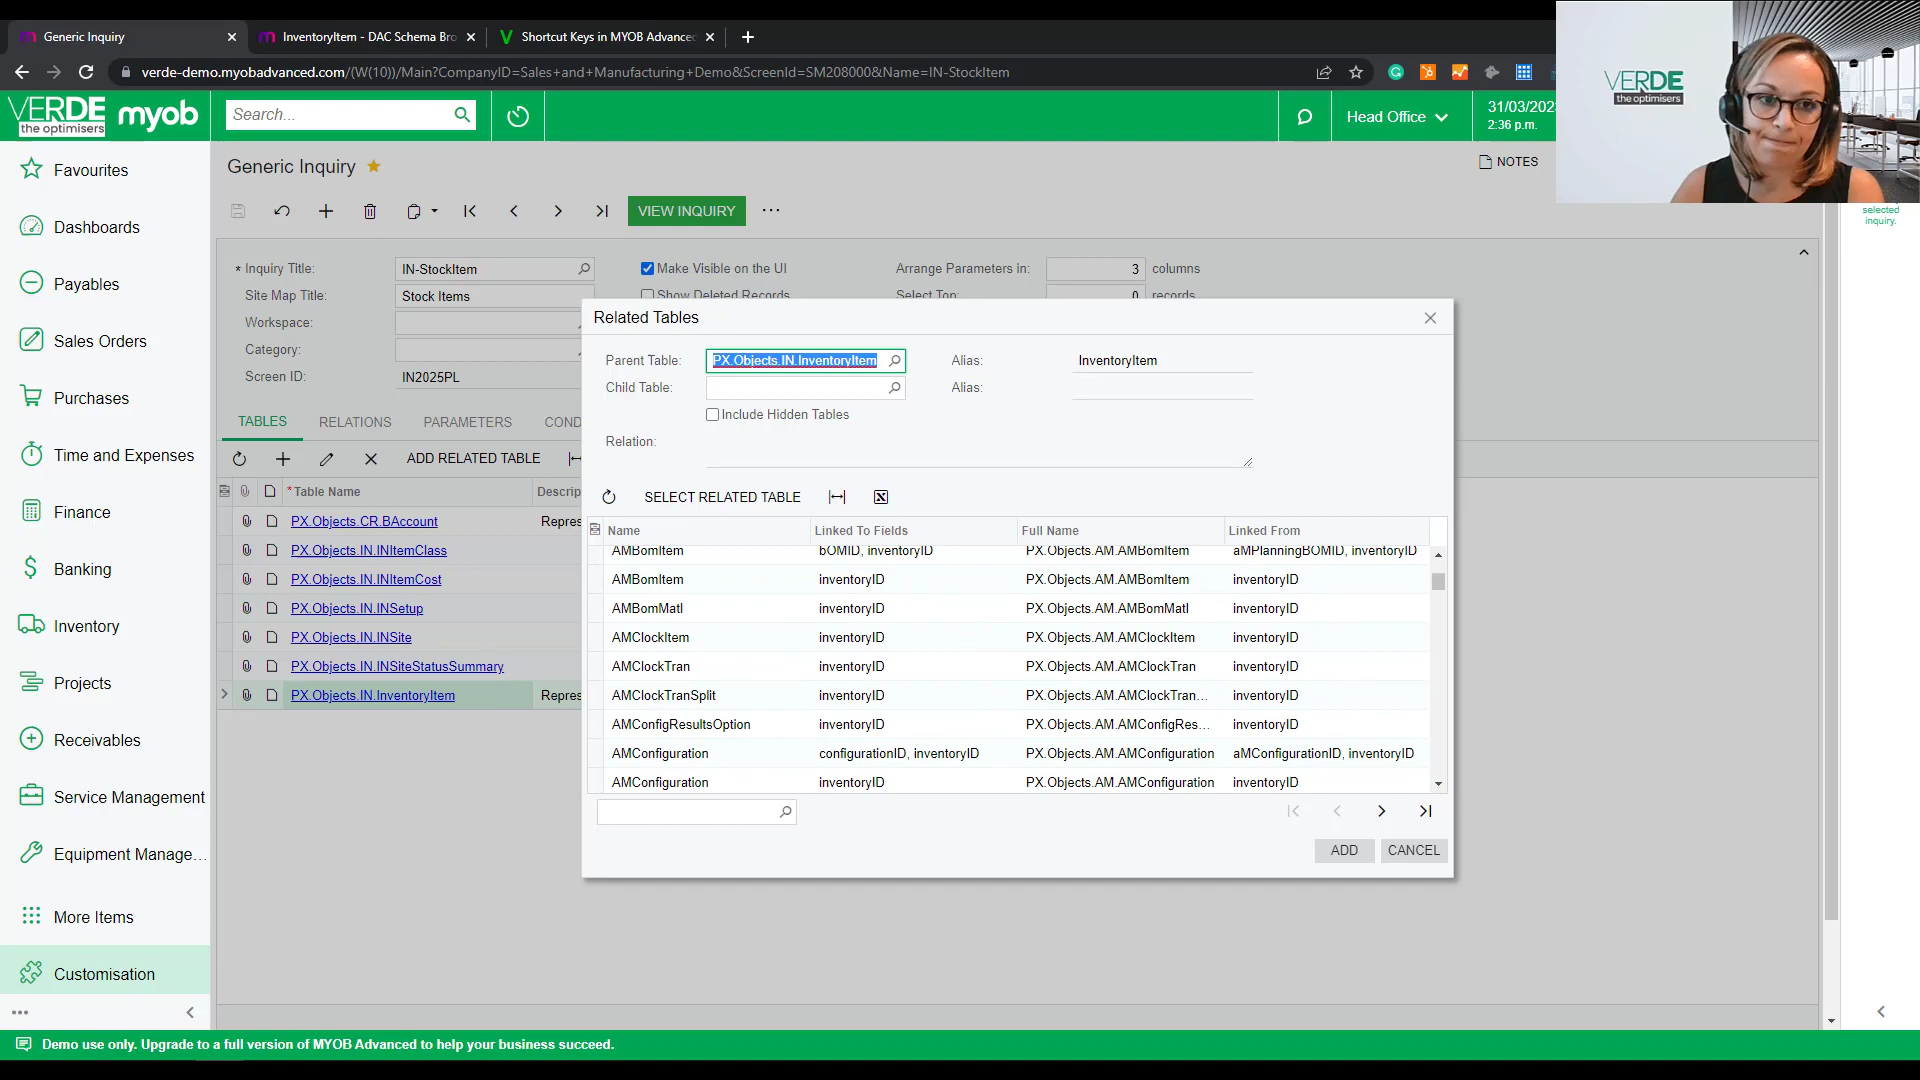 Generic Inquiry
InventoryItem - DAC Schema Bro
Shortcut Keys in MYOB Advanced
verde-demo.myobadvanced.com/(W(10))/Main?CompanyID=Sales+and+Manufacturing+Demo&ScreenId=SM208000&Name=IN-StockItem
VERDE
the optimisers
myob
Search...
Head Office
31/03/202
2:36 p.m.
VERDE
the optimisers
Favourites
Dashboards
Payables
Sales Orders
Purchases
Time and Expenses
Finance
Banking
Inventory
Projects
Receivables
Service Management
Equipment Manage...
More Items
Customisation
Generic Inquiry
NOTES
selected
inquiry.
VIEW INQUIRY
* Inquiry Title: IN-StockItem
Make Visible on the UI
Arrange Parameters in: 3 columns
Site Map Title: Stock Items
Show Deleted Records
Select Top: 0 records
Workspace:
Category:
Screen ID: IN2025PL
TABLES RELATIONS PARAMETERS COND
ADD RELATED TABLE
* Table Name Descrip
PX.Objects.CR.BAccount Repres
PX.Objects.IN.INItemClass
PX.Objects.IN.INItemCost
PX.Objects.IN.INSetup
PX.Objects.IN.INSite
PX.Objects.IN.INSiteStatusSummary
PX.Objects.IN.InventoryItem Repres
Related Tables
Parent Table: PX.Objects.IN.InventoryItem Alias: InventoryItem
Child Table: Alias:
Include Hidden Tables
Relation:
SELECT RELATED TABLE
Name Linked To Fields Full Name Linked From
AMBomItem bOMID, inventoryID PX.Objects.AM.AMBomItem aMPlanningBOMID, inventoryID
AMBomItem inventoryID PX.Objects.AM.AMBomItem inventoryID
AMBomMatl inventoryID PX.Objects.AM.AMBomMatl inventoryID
AMClockItem inventoryID PX.Objects.AM.AMClockItem inventoryID
AMClockTran inventoryID PX.Objects.AM.AMClockTran inventoryID
AMClockTranSplit inventoryID PX.Objects.AM.AMClockTran... inventoryID
AMConfigResultsOption inventoryID PX.Objects.AM.AMConfigRes... inventoryID
AMConfiguration configurationID, inventoryID PX.Objects.AM.AMConfiguration aMConfigurationID, inventoryID
AMConfiguration inventoryID PX.Objects.AM.AMConfiguration inventoryID
ADD CANCEL
Demo use only. Upgrade to a full version of MYOB Advanced to help your business succeed.